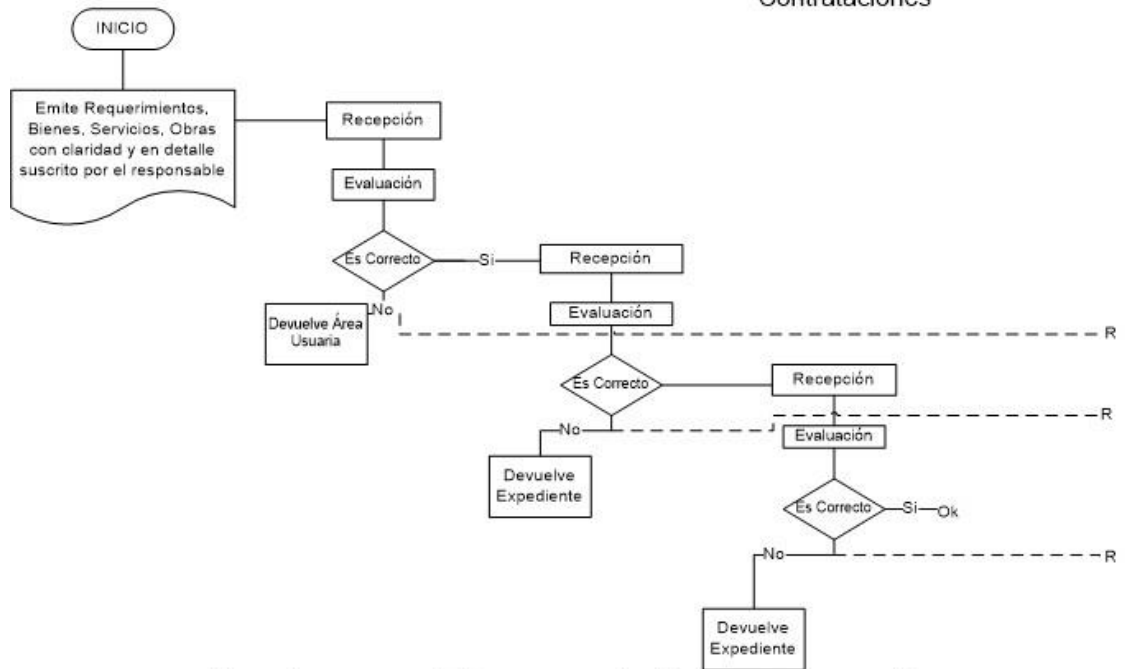 Contrataciones
INICIO
Emite Requerimientos,
Bienes, Servicios, Obras
con claridad y en detalle
suscrito por el responsable
Recepción
Evaluación
Es Correcto
Si
Recepción
No
Devuelve Área
Usuaria
Evaluación
R
Es Correcto
Recepción
R
No
Evaluación
Devuelve
Expediente
Es Correcto
Si
Ok
No
R
Devuelve
Expediente